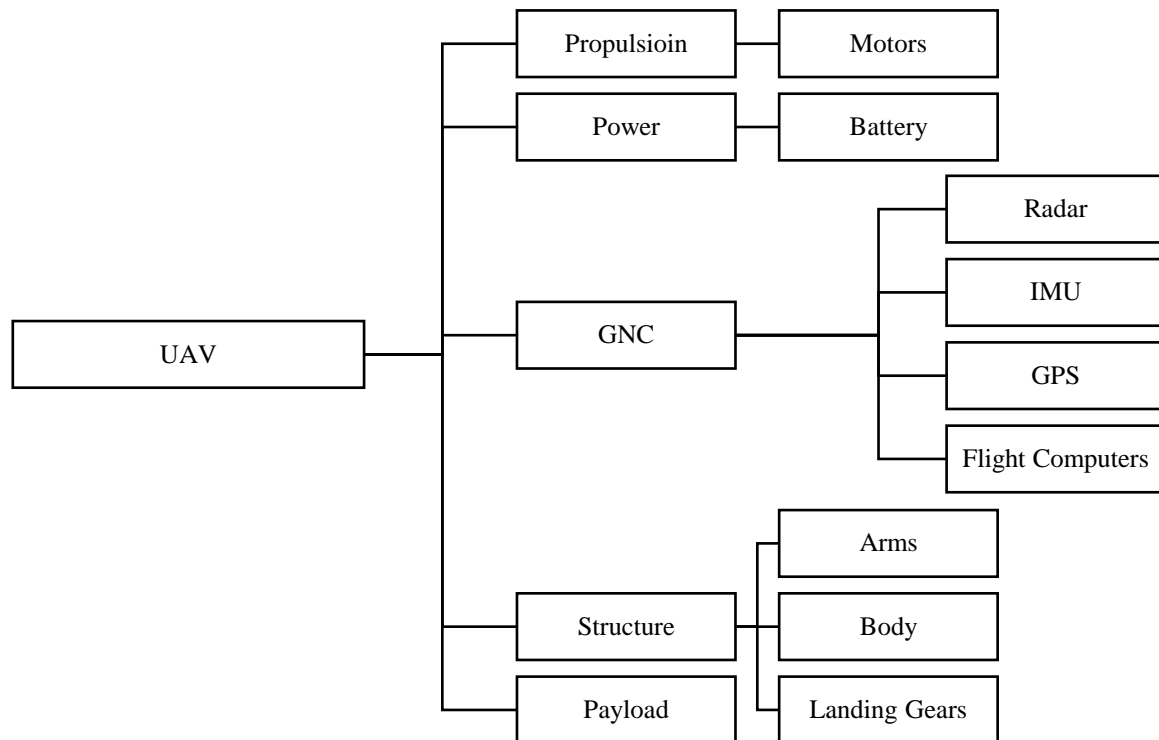 Propulsioin
Motors
Power
Battery
Radar
IMU
UAV
GNC
GPS
Flight Computers
Arms
Structure
Body
Payload
Landing Gears